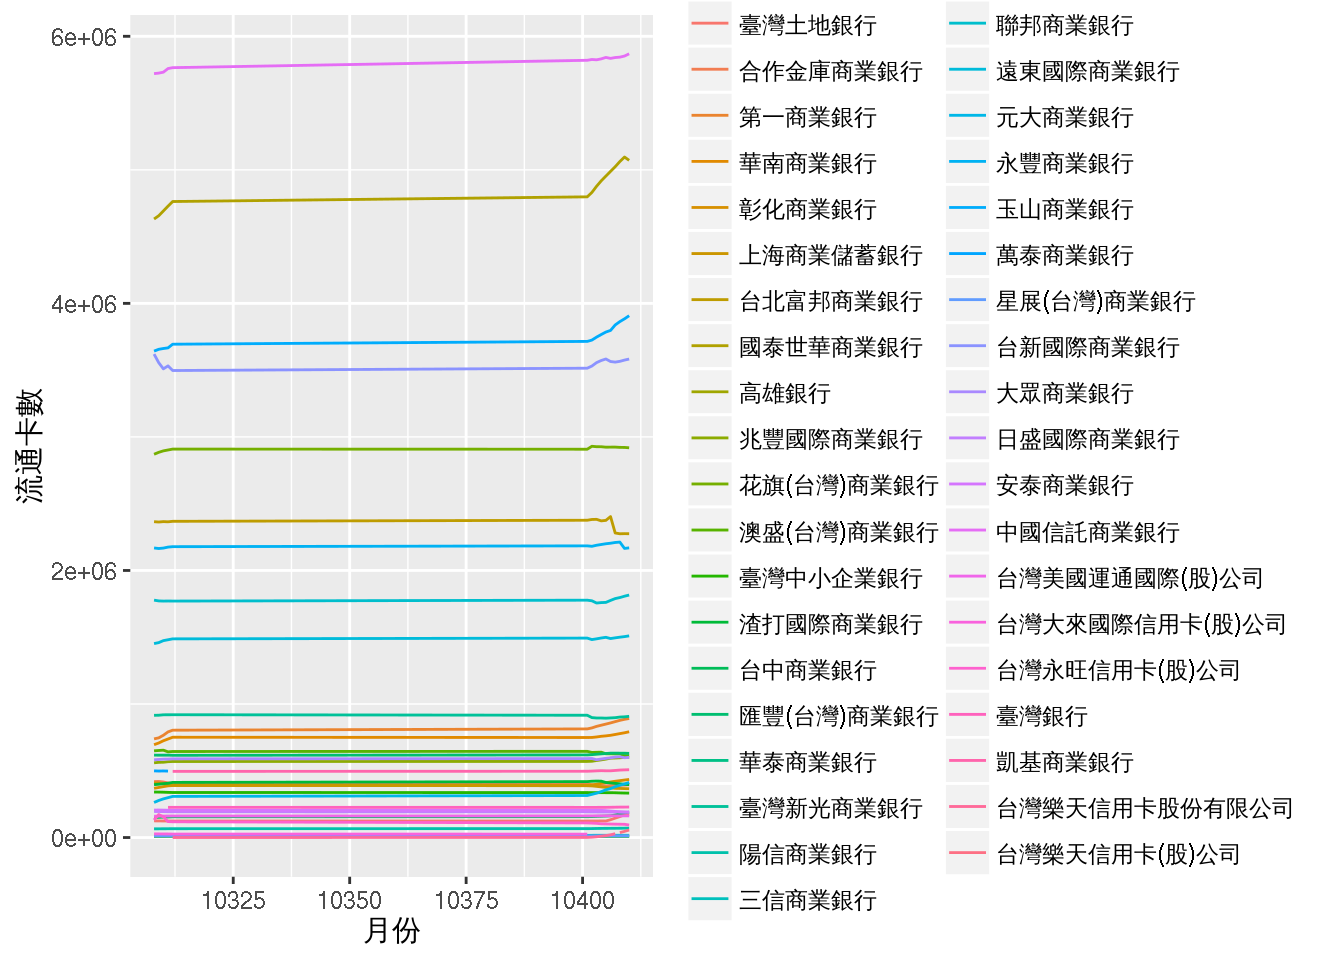 流通卡數
6e+06
4e+06
2e+06
0e+00
10325
10350
10375
10400
月份
臺灣土地銀行
合作金庫商業銀行
第一商業銀行
華南商業銀行
彰化商業銀行
上海商業儲蓄銀行
台北富邦商業銀行
國泰世華商業銀行
高雄銀行
兆豐國際商業銀行
花旗(台灣)商業銀行
澳盛(台灣)商業銀行
臺灣中小企業銀行
渣打國際商業銀行
台中商業銀行
匯豐(台灣)商業銀行
華泰商業銀行
臺灣新光商業銀行
陽信商業銀行
三信商業銀行
聯邦商業銀行
遠東國際商業銀行
元大商業銀行
永豐商業銀行
玉山商業銀行
萬泰商業銀行
星展(台灣)商業銀行
台新國際商業銀行
大眾商業銀行
日盛國際商業銀行
安泰商業銀行
中國信託商業銀行
台灣美國運通國際(股)公司
台灣大來國際信用卡(股)公司
台灣永旺信用卡(股)公司
臺灣銀行
凱基商業銀行
台灣樂天信用卡股份有限公司
台灣樂天信用卡(股)公司